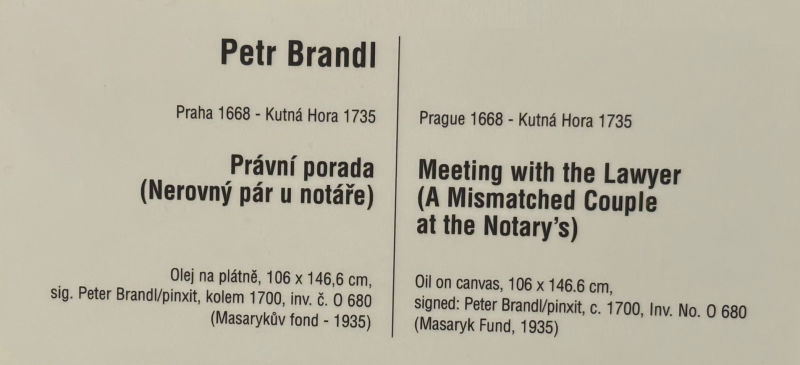 Petr Brandl
Praha 1668 - Kutná Hora 1735
Právní porada
(Nerovný pár u notáře)
Olej na plátně, 106 x 146,6 cm,
sig. Peter Brandl/pinxit, kolem 1700, inv. č. O 680
(Masarykův fond - 1935)
Prague 1668 - Kutná Hora 1735
Meeting with the Lawyer
(A Mismatched Couple
at the Notary's)
Oil on canvas, 106 x 146.6 cm,
signed: Peter Brandl/pinxit, c. 1700, Inv. No. O 680
(Masaryk Fund, 1935)